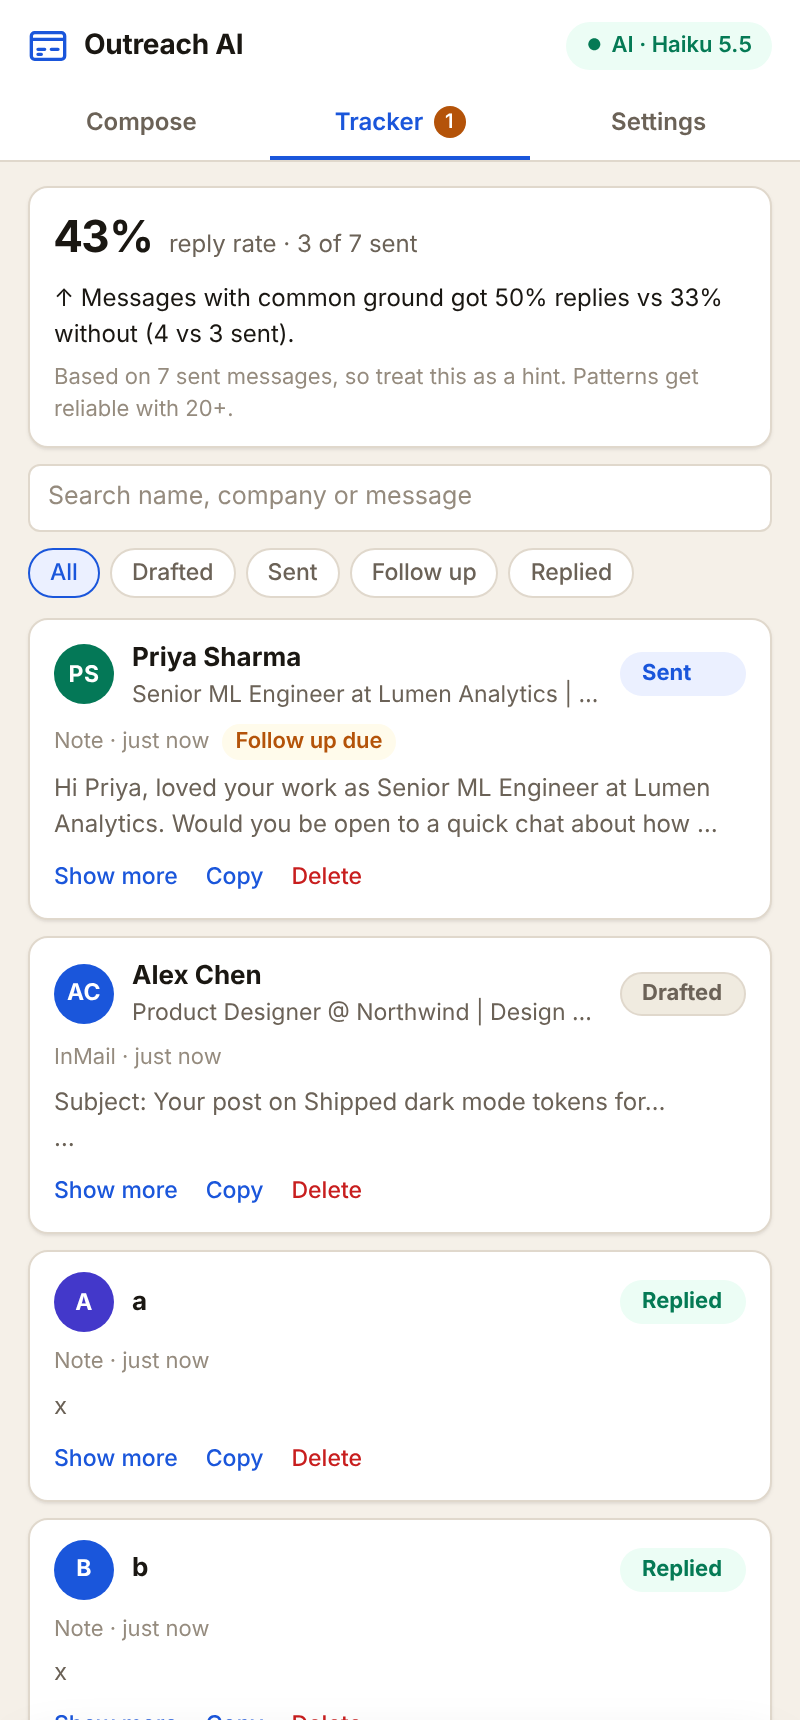 Outreach AI
AI · Haiku 5.5
Compose
Tracker 1
Settings
43% reply rate · 3 of 7 sent
↑ Messages with common ground got 50% replies vs 33%
without (4 vs 3 sent).
Based on 7 sent messages, so treat this as a hint. Patterns get
reliable with 20+.
Search name, company or message
All
Drafted
Sent
Follow up
Replied
PS
Priya Sharma
Senior ML Engineer at Lumen Analytics | ...
Sent
Note · just now
Follow up due
Hi Priya, loved your work as Senior ML Engineer at Lumen
Analytics. Would you be open to a quick chat about how ...
Show more
Copy
Delete
AC
Alex Chen
Product Designer @ Northwind | Design ...
Drafted
InMail · just now
Subject: Your post on Shipped dark mode tokens for...
...
Show more
Copy
Delete
A
a
Replied
Note · just now
x
Show more
Copy
Delete
B
b
Replied
Note · just now
x
Show more
Copy
Delete